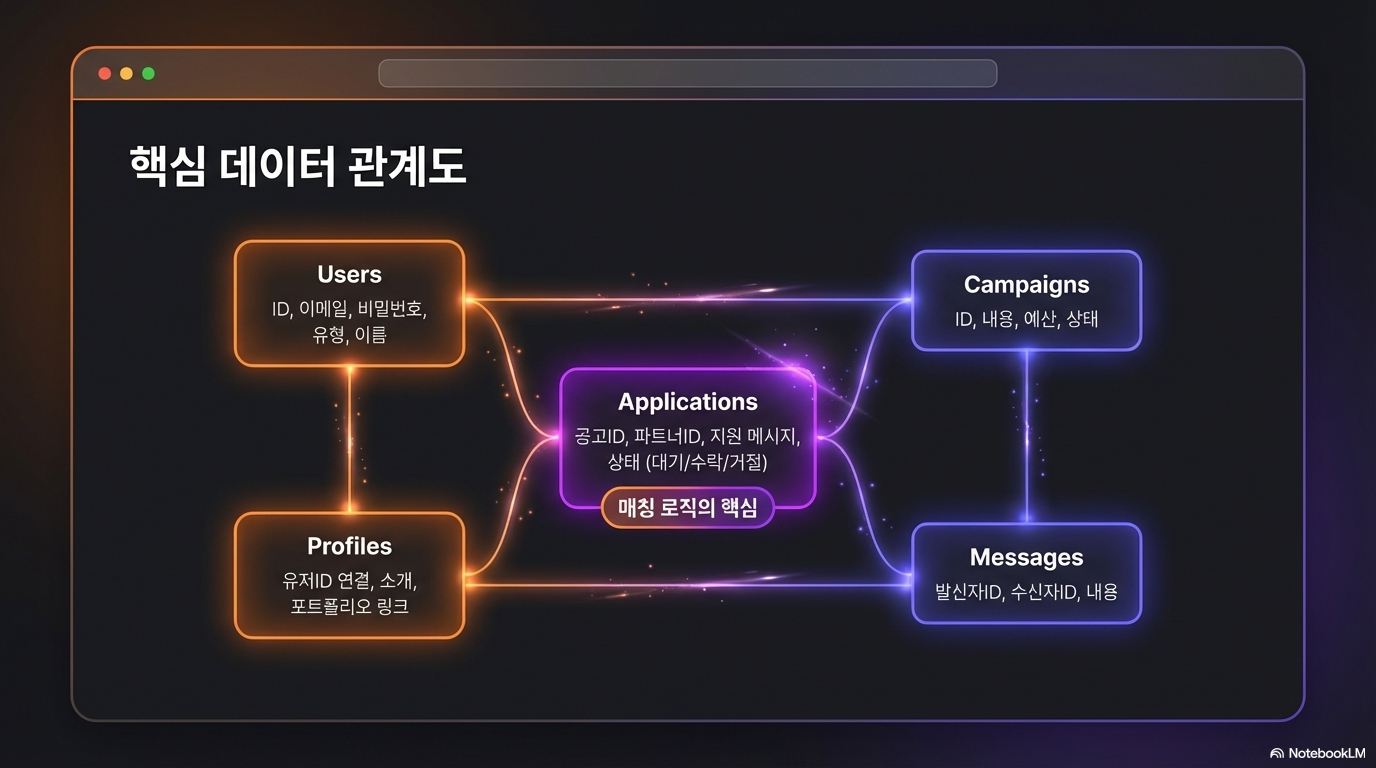 핵심 데이터 관계도
Users
ID, 이메일, 비밀번호,
유형, 이름
Campaigns
ID, 내용, 예산, 상태
Applications
공고ID, 파트너ID, 지원 메시지,
상태 (대기/수락/거절)
매칭 로직의 핵심
Profiles
유저ID 연결, 소개,
포트폴리오 링크
Messages
발신자ID, 수신자ID, 내용
NotebookLM